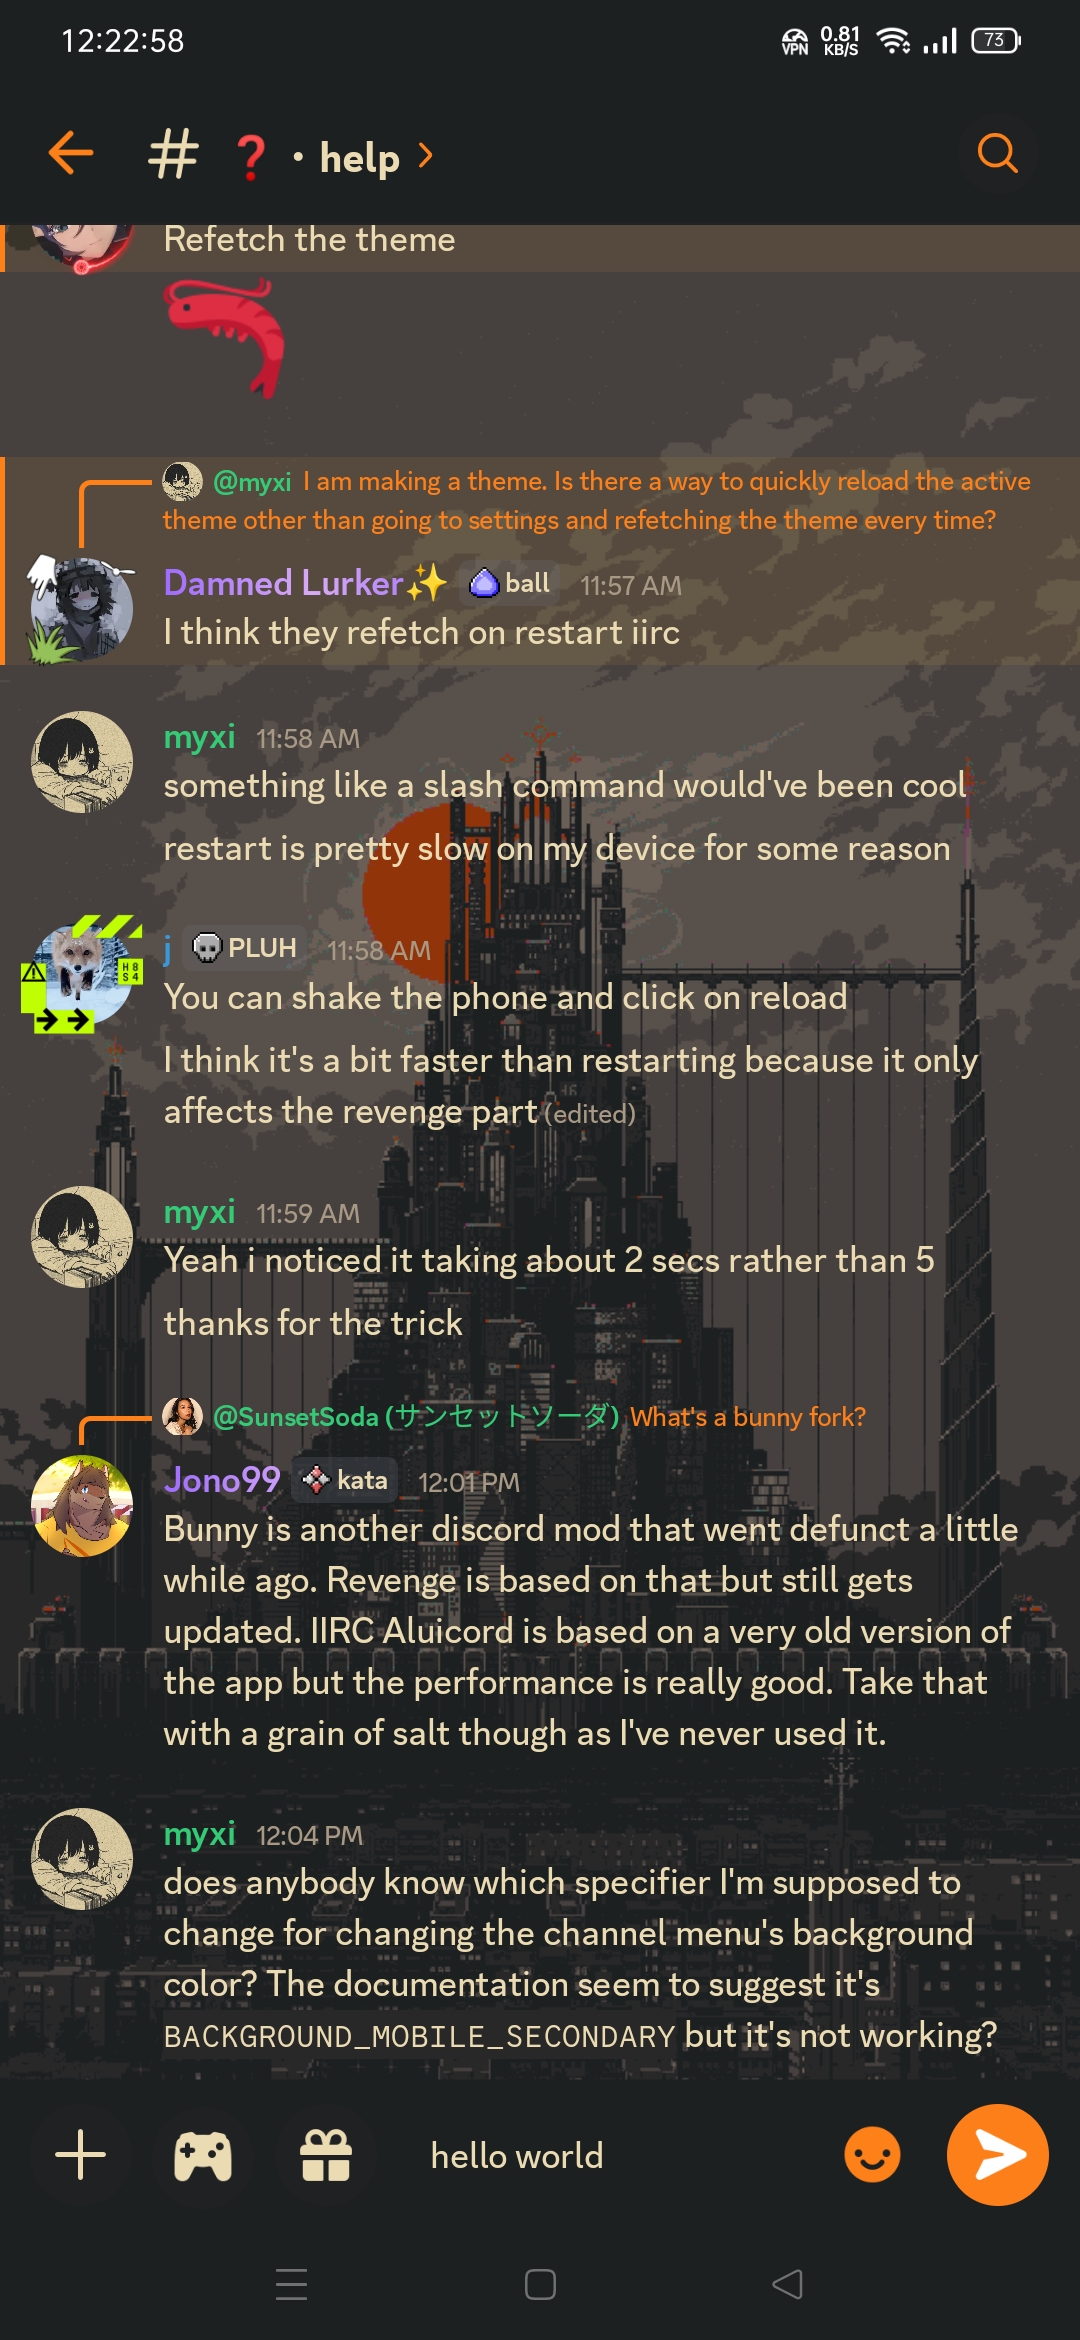 12:22:58
VPN
0.81
KB/S
73
# ❓ • help
Refetch the theme
@myxi I am making a theme. Is there a way to quickly reload the active
theme other than going to settings and refetching the theme every time?
Damned Lurker✨ ball 11:57 AM
I think they refetch on restart iirc
myxi 11:58 AM
something like a slash command would've been cool
restart is pretty slow on my device for some reason
H8
S4
j PLUH 11:58 AM
You can shake the phone and click on reload
I think it's a bit faster than restarting because it only
affects the revenge part (edited)
myxi 11:59 AM
Yeah i noticed it taking about 2 secs rather than 5
thanks for the trick
@SunsetSoda (サンセットソーダ) What's a bunny fork?
Jono99 kata 12:01 PM
Bunny is another discord mod that went defunct a little
while ago. Revenge is based on that but still gets
updated. IIRC Aluicord is based on a very old version of
the app but the performance is really good. Take that
with a grain of salt though as I've never used it.
myxi 12:04 PM
does anybody know which specifier I'm supposed to
change for changing the channel menu's background
color? The documentation seem to suggest it's
BACKGROUND_MOBILE_SECONDARY but it's not working?
hello world